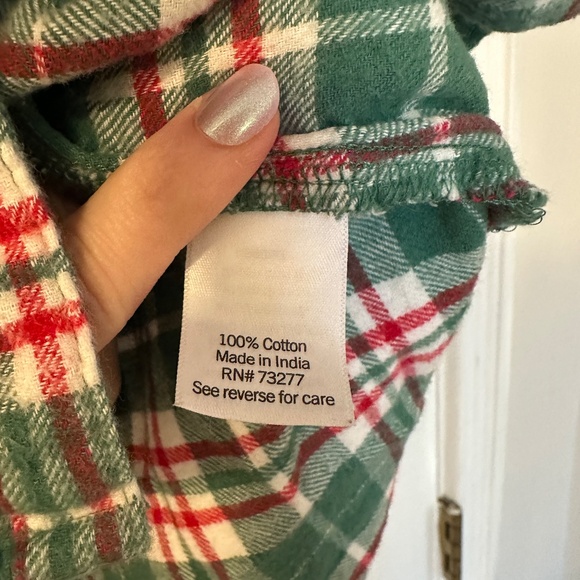 100% Cotton
Made in India
RN# 73277
See reverse for care